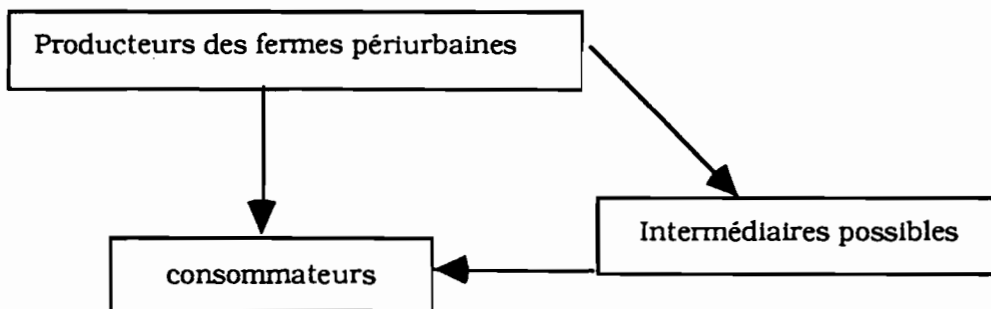 Producteurs des fermes périurbaines
Intermédiaires possibles
consommateurs